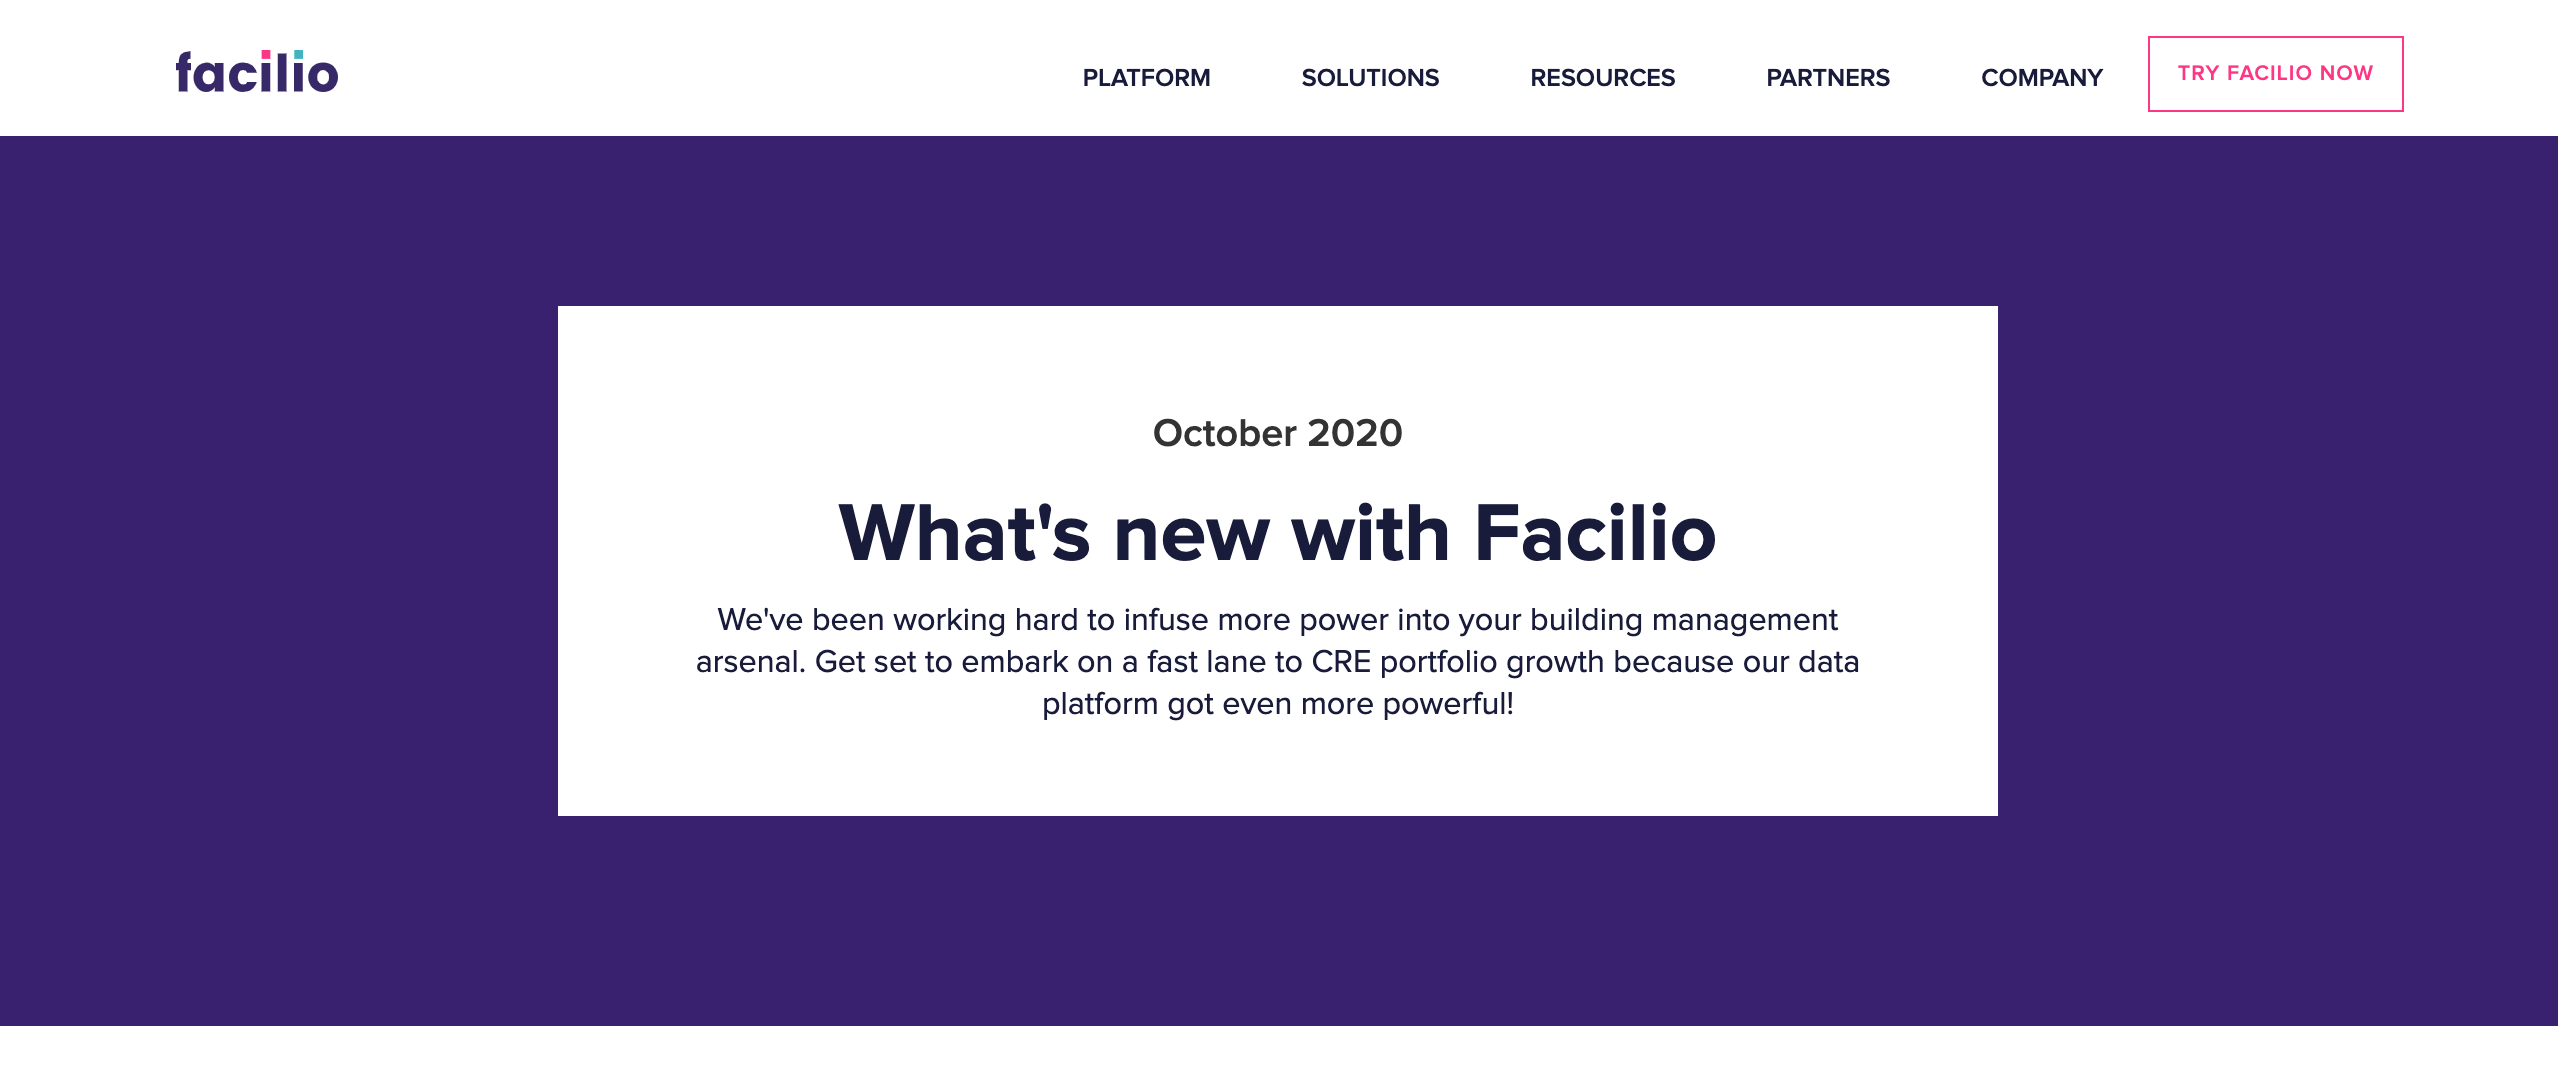 facilio
PLATFORM SOLUTIONS RESOURCES PARTNERS COMPANY TRY FACILIO NOW
October 2020
What's new with Facilio
We've been working hard to infuse more power into your building management
arsenal. Get set to embark on a fast lane to CRE portfolio growth because our data
platform got even more powerful!